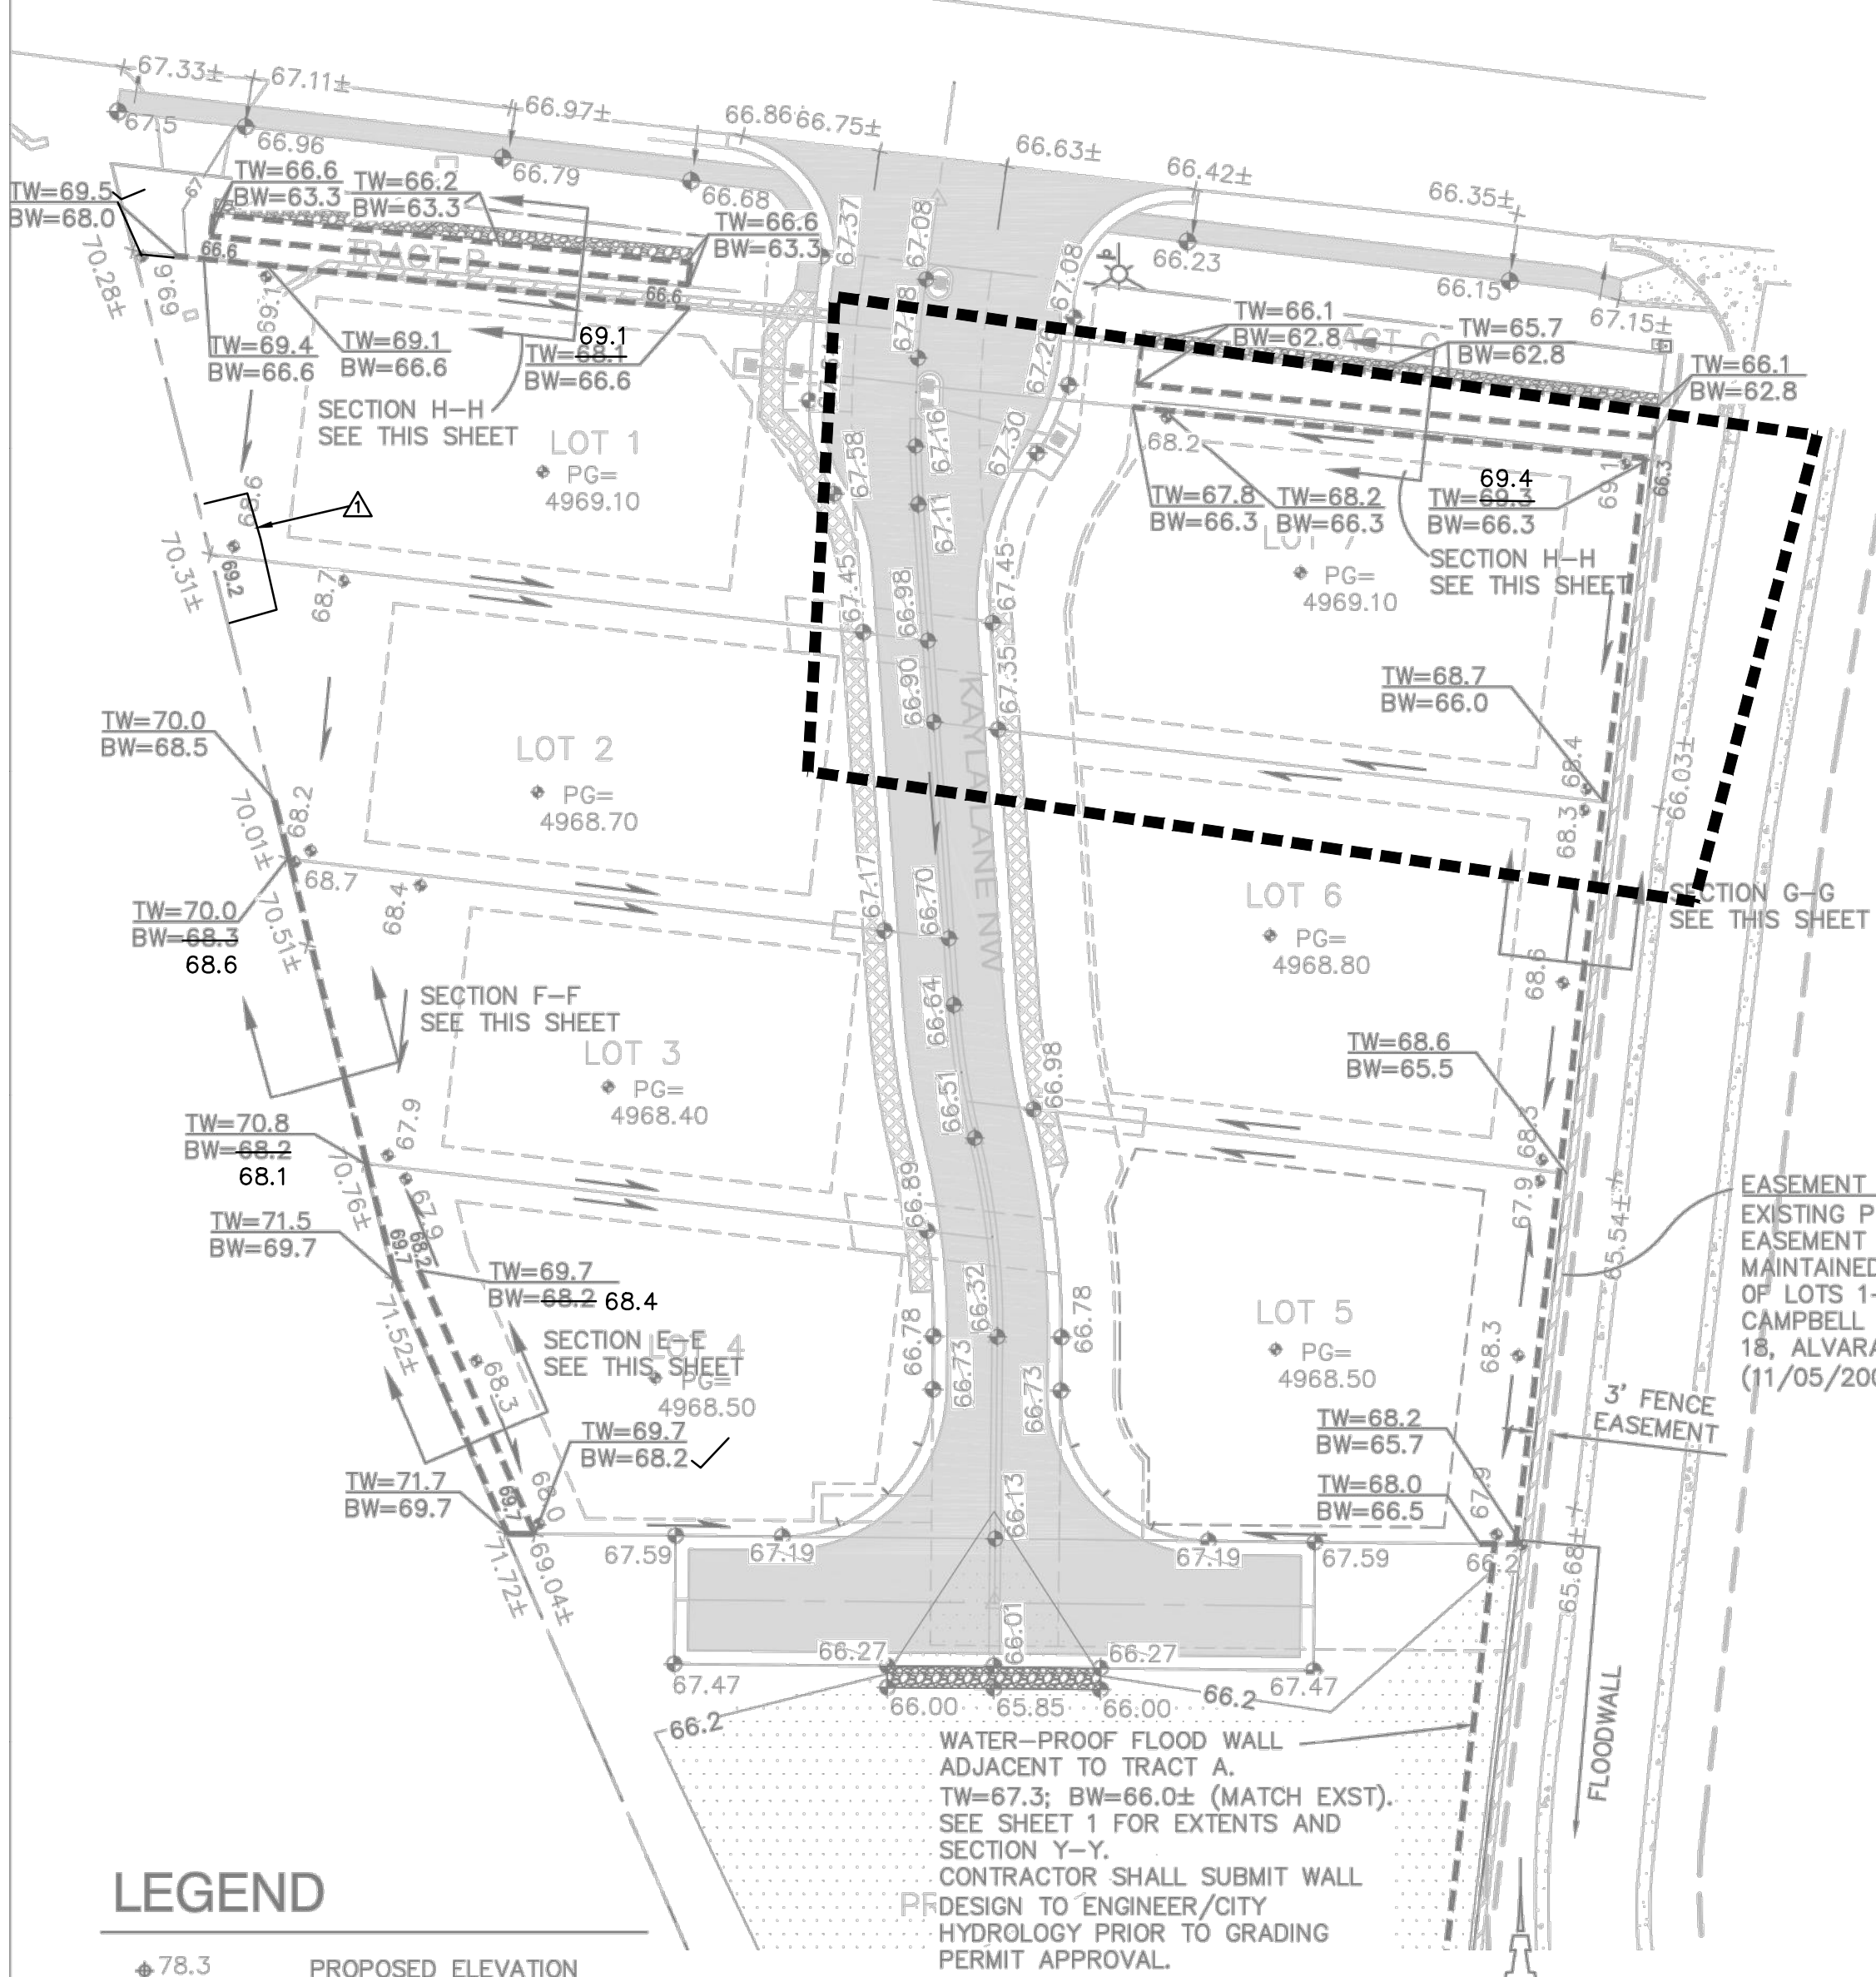 67.33±
67.11±
66.97±
66.86
66.75±
66.63±
66.42±
66.35±
67.5
66.96
66.79
66.68
66.23
66.15
67.15±
TW=69.5
BW=68.0
67
TW=66.6
BW=63.3
TW=66.2
BW=63.3
TW=66.6
BW=63.3
67.37
67.08
67.08
70.28±
69.6
66.6
69.1
66.6
TW=69.4
BW=66.6
TW=69.1
BW=66.6
69.1
TW=68.1
BW=66.6
SECTION H-H
SEE THIS SHEET
LOT 1
PG=
4969.10
TW=66.1
BW=62.8
TW=65.7
BW=62.8
TW=66.1
BW=62.8
67.26
67.16
67.30
67.58
67.11
68.2
69.1
66.3
TW=67.8
BW=66.3
TW=68.2
BW=66.3
69.4
TW=69.3
BW=66.3
PG=
4969.10
SECTION H-H
SEE THIS SHEET
68.6
1
70.31±
69.2
68.7
67.45
66.98
67.45
66.90
67.35
KAYLA LANE NW
TW=68.7
BW=66.0
68.4
66.03±
68.3
TW=70.0
BW=68.5
LOT 2
PG=
4968.70
68.2
70.01±
68.7
68.4
70.51±
TW=70.0
BW=68.3
68.6
67.17
66.70
LOT 6
PG=
4968.80
SECTION G-G
SEE THIS SHEET
68.6
SECTION F-F
SEE THIS SHEET
66.64
LOT 3
PG=
4968.40
66.51
66.98
TW=68.6
BW=65.5
68.3
67.9
TW=70.8
BW=68.2
68.1
67.9
70.76±
67.9
66.89
67.9
65.54±
EASEMENT
EXISTING P
EASEMENT
MAINTAINED
OF LOTS 1-
CAMPBELL
18, ALVARA
(11/05/200
TW=71.5
BW=69.7
69.7
68.2
TW=69.7
BW=68.2 68.4
71.52±
SECTION E-E
SEE THIS SHEET
LOT 4
PG=
4968.50
68.3
66.78
66.32
66.78
66.73
66.73
LOT 5
PG=
4968.50
68.3
3' FENCE
EASEMENT
TW=69.7
BW=68.2
TW=68.2
BW=65.7
TW=71.7
BW=69.7
69.7
68.0
TW=68.0
BW=66.5
67.9
66.13
67.59
67.19
67.19
67.59
66.2
71.72±
69.04±
65.68±
66.27
66.01
66.27
67.47
67.47
66.00
65.85
66.00
66.2
66.2
FLOODWALL
WATER-PROOF FLOOD WALL
ADJACENT TO TRACT A.
TW=67.3; BW=66.0± (MATCH EXST).
SEE SHEET 1 FOR EXTENTS AND
SECTION Y-Y.
CONTRACTOR SHALL SUBMIT WALL
DESIGN TO ENGINEER/CITY
HYDROLOGY PRIOR TO GRADING
PERMIT APPROVAL.
LEGEND
78.3 PROPOSED ELEVATION